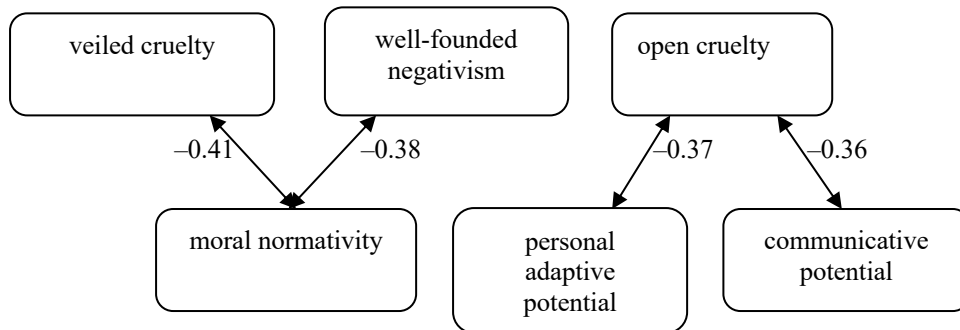 veiled cruelty
well-founded
negativism
open cruelty
–0.41
–0.38
–0.37
–0.36
moral normativity
personal
adaptive
potential
communicative
potential